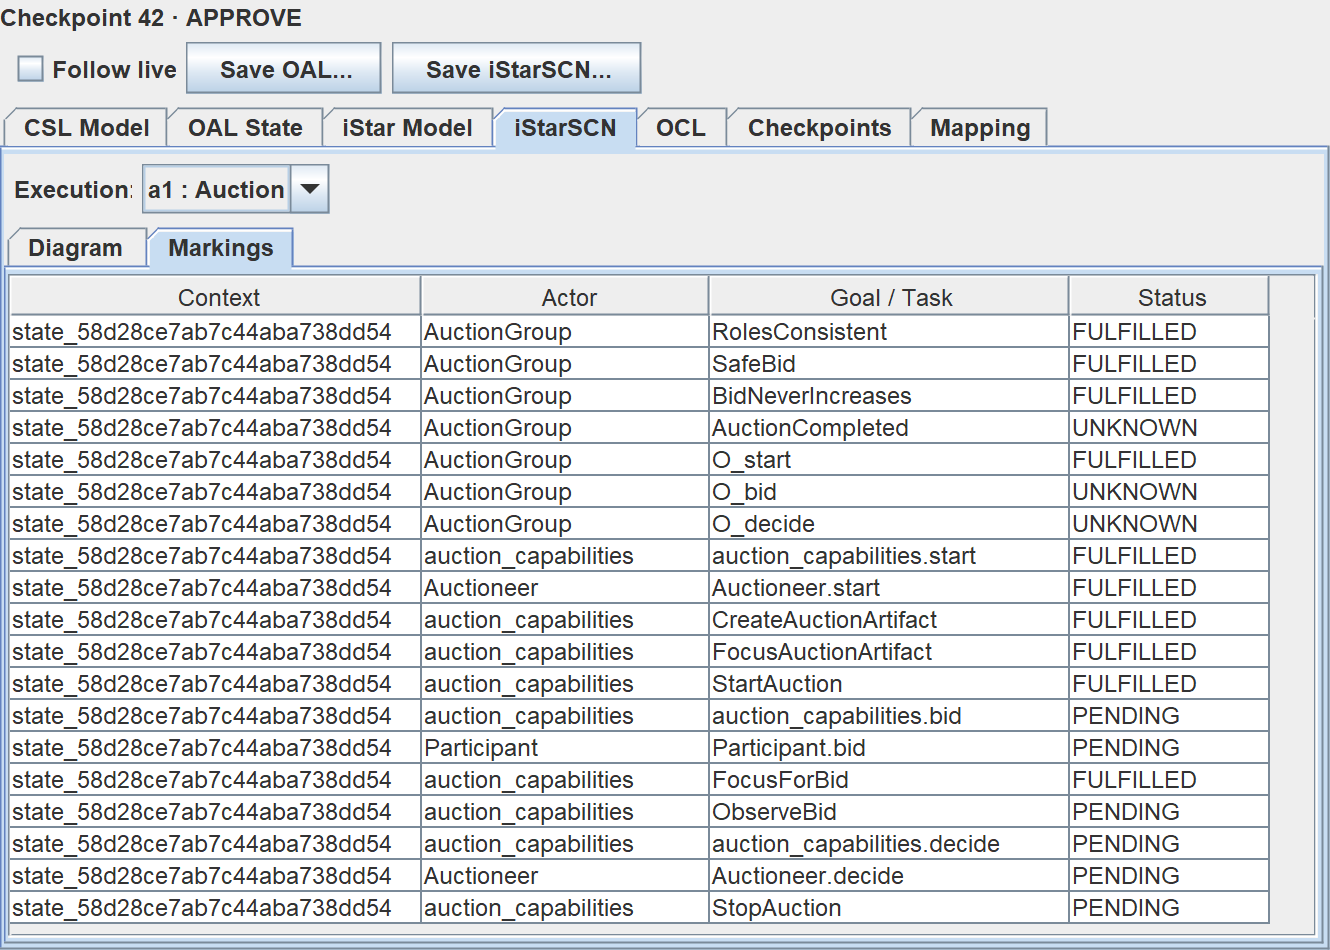 Checkpoint 42 · APPROVE
Follow live Save OAL... Save iStarSCN...
CSL Model OAL State iStar Model iStarSCN OCL Checkpoints Mapping
Execution: a1 : Auction
Diagram Markings
Context Actor Goal / Task Status
state_58d28ce7ab7c44aba738dd54 AuctionGroup RolesConsistent FULFILLED
state_58d28ce7ab7c44aba738dd54 AuctionGroup SafeBid FULFILLED
state_58d28ce7ab7c44aba738dd54 AuctionGroup BidNeverIncreases FULFILLED
state_58d28ce7ab7c44aba738dd54 AuctionGroup AuctionCompleted UNKNOWN
state_58d28ce7ab7c44aba738dd54 AuctionGroup O_start FULFILLED
state_58d28ce7ab7c44aba738dd54 AuctionGroup O_bid UNKNOWN
state_58d28ce7ab7c44aba738dd54 AuctionGroup O_decide UNKNOWN
state_58d28ce7ab7c44aba738dd54 auction_capabilities auction_capabilities.start FULFILLED
state_58d28ce7ab7c44aba738dd54 Auctioneer Auctioneer.start FULFILLED
state_58d28ce7ab7c44aba738dd54 auction_capabilities CreateAuctionArtifact FULFILLED
state_58d28ce7ab7c44aba738dd54 auction_capabilities FocusAuctionArtifact FULFILLED
state_58d28ce7ab7c44aba738dd54 auction_capabilities StartAuction FULFILLED
state_58d28ce7ab7c44aba738dd54 auction_capabilities auction_capabilities.bid PENDING
state_58d28ce7ab7c44aba738dd54 Participant Participant.bid PENDING
state_58d28ce7ab7c44aba738dd54 auction_capabilities FocusForBid FULFILLED
state_58d28ce7ab7c44aba738dd54 auction_capabilities ObserveBid PENDING
state_58d28ce7ab7c44aba738dd54 auction_capabilities auction_capabilities.decide PENDING
state_58d28ce7ab7c44aba738dd54 Auctioneer Auctioneer.decide PENDING
state_58d28ce7ab7c44aba738dd54 auction_capabilities StopAuction PENDING